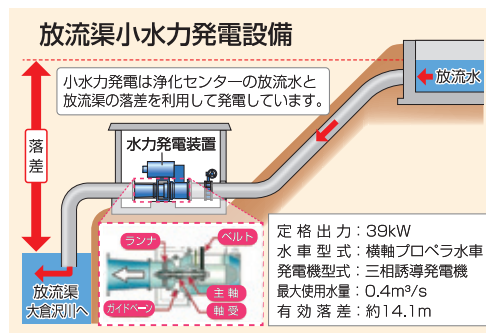 放流渠小水力発電設備
小水力発電は浄化センターの放流水と
放流渠の落差を利用して発電しています。
放流水
落差
水力発電装置
ランナ
ベルト
主軸
軸受
ガイドベーン
放流渠
大倉沢川へ
定格出力：39kW
水車型式：横軸プロペラ水車
発電機型式：三相誘導発電機
最大使用水量：0.4m³/s
有効落差：約14.1m